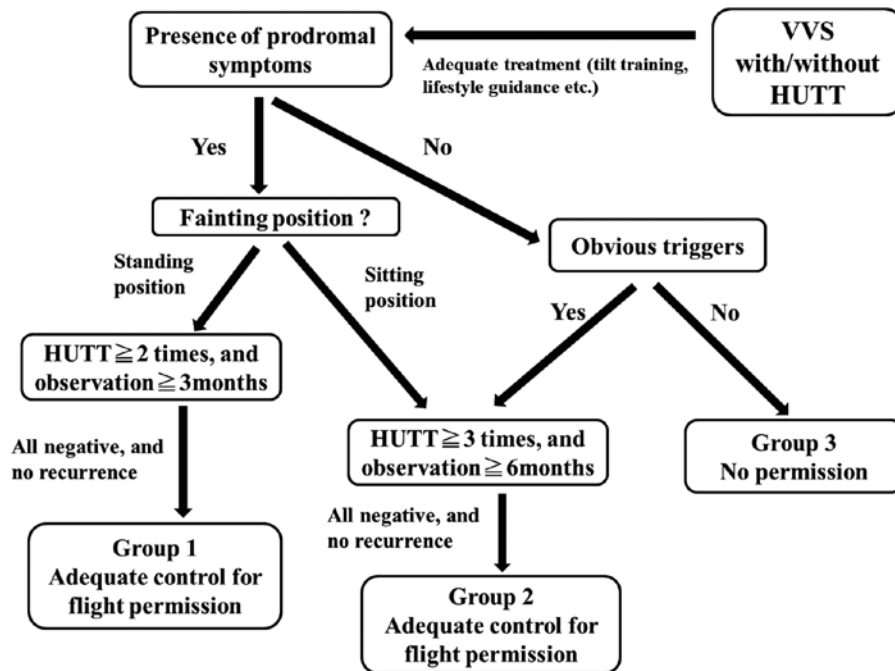 Presence of prodromal
symptoms
VVS
with/without
HUTT
Adequate treatment (tilt training,
lifestyle guidance etc.)
Yes
No
Fainting position ?
Obvious triggers
Standing
position
Sitting
position
Yes
No
HUTT≧2 times, and
observation≧3months
HUTT≧3 times, and
observation≧6months
Group 3
No permission
All negative, and
no recurrence
All negative, and
no recurrence
Group 1
Adequate control for
flight permission
Group 2
Adequate control for
flight permission